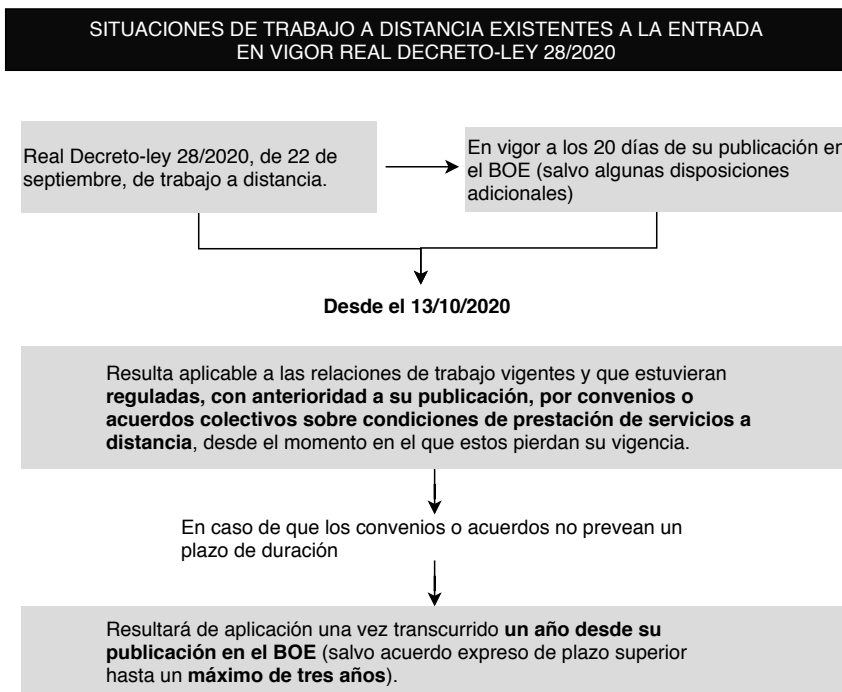 SITUACIONES DE TRABAJO A DISTANCIA EXISTENTES A LA ENTRADA
EN VIGOR REAL DECRETO-LEY 28/2020
Real Decreto-ley 28/2020, de 22 de
septiembre, de trabajo a distancia.
En vigor a los 20 días de su publicación en
el BOE (salvo algunas disposiciones
adicionales)
Desde el 13/10/2020
Resulta aplicable a las relaciones de trabajo vigentes y que estuvieran
reguladas, con anterioridad a su publicación, por convenios o
acuerdos colectivos sobre condiciones de prestación de servicios a
distancia, desde el momento en el que estos pierdan su vigencia.
En caso de que los convenios o acuerdos no prevean un
plazo de duración
Resultará de aplicación una vez transcurrido un año desde su
publicación en el BOE (salvo acuerdo expreso de plazo superior
hasta un máximo de tres años).